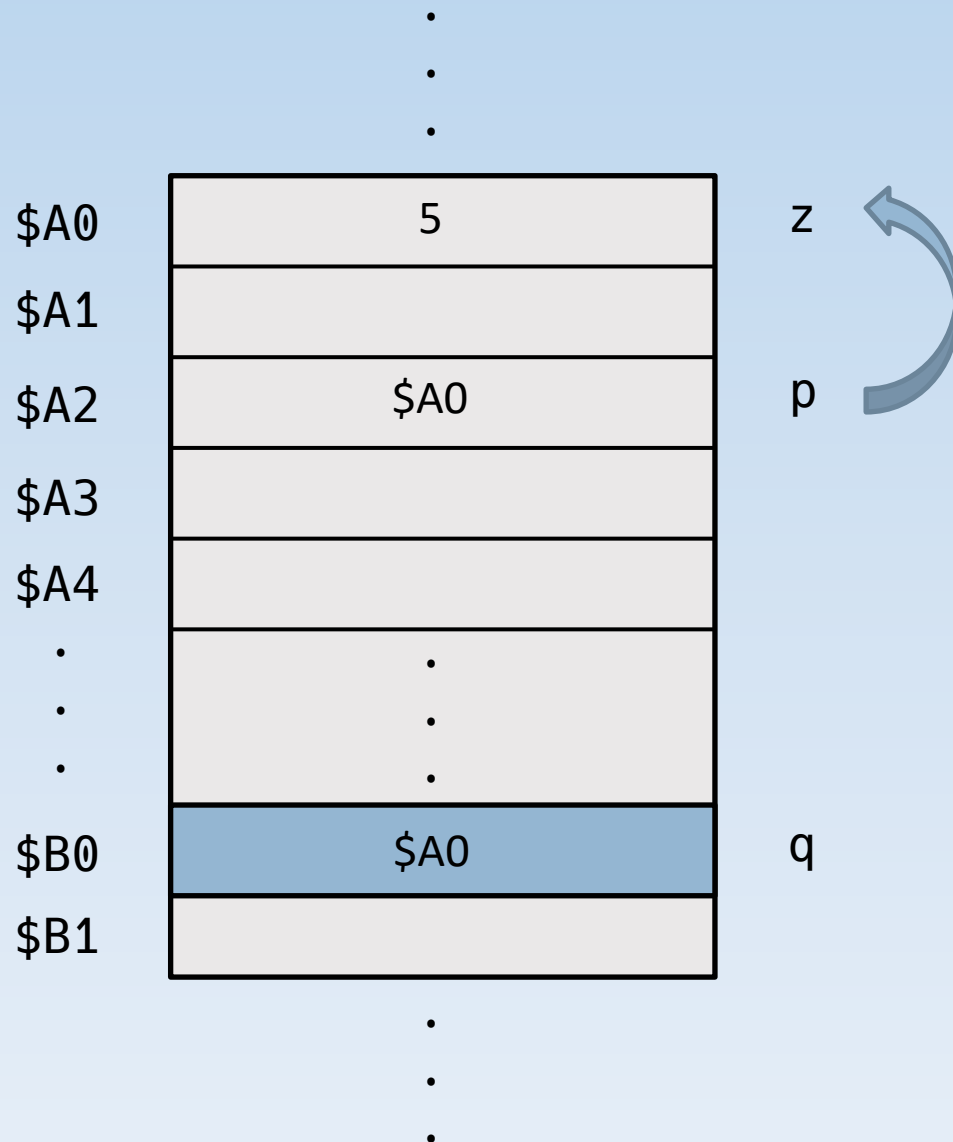 .
.
.
$A0 5 z
$A1
$A2 $A0 p
$A3
$A4
. .
. .
. .
$B0 $A0 q
$B1
.
.
.